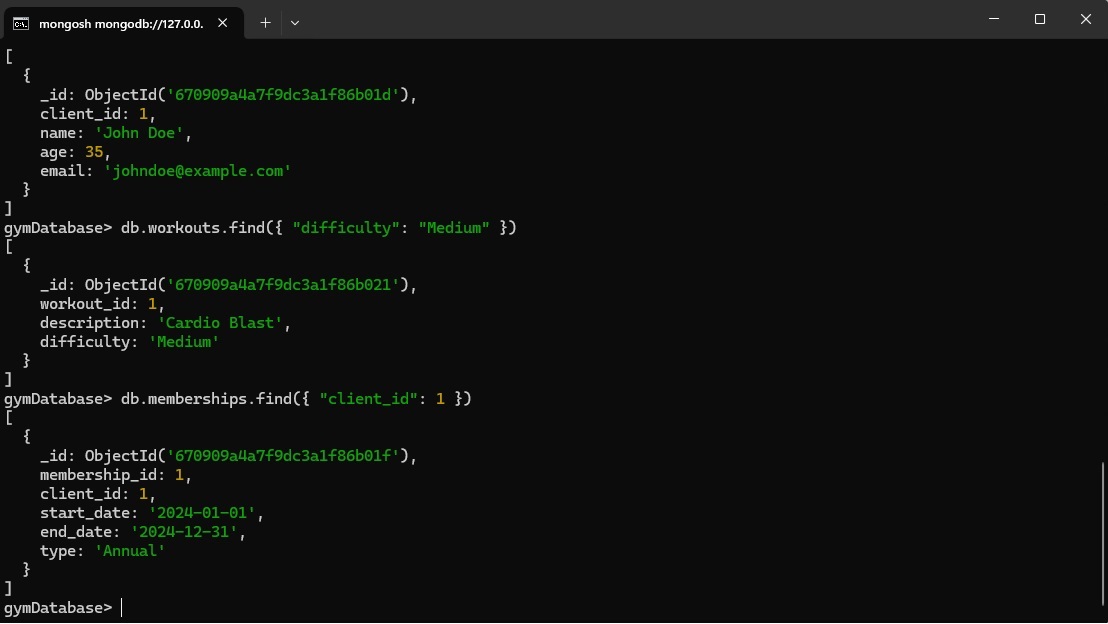 mongosh mongodb://127.0.0.
[
  {
    _id: ObjectId('670909a4a7f9dc3a1f86b01d'),
    client_id: 1,
    name: 'John Doe',
    age: 35,
    email: 'johndoe@example.com'
  }
]
gymDatabase> db.workouts.find({ "difficulty": "Medium" })
[
  {
    _id: ObjectId('670909a4a7f9dc3a1f86b021'),
    workout_id: 1,
    description: 'Cardio Blast',
    difficulty: 'Medium'
  }
]
gymDatabase> db.memberships.find({ "client_id": 1 })
[
  {
    _id: ObjectId('670909a4a7f9dc3a1f86b01f'),
    membership_id: 1,
    client_id: 1,
    start_date: '2024-01-01',
    end_date: '2024-12-31',
    type: 'Annual'
  }
]
gymDatabase>